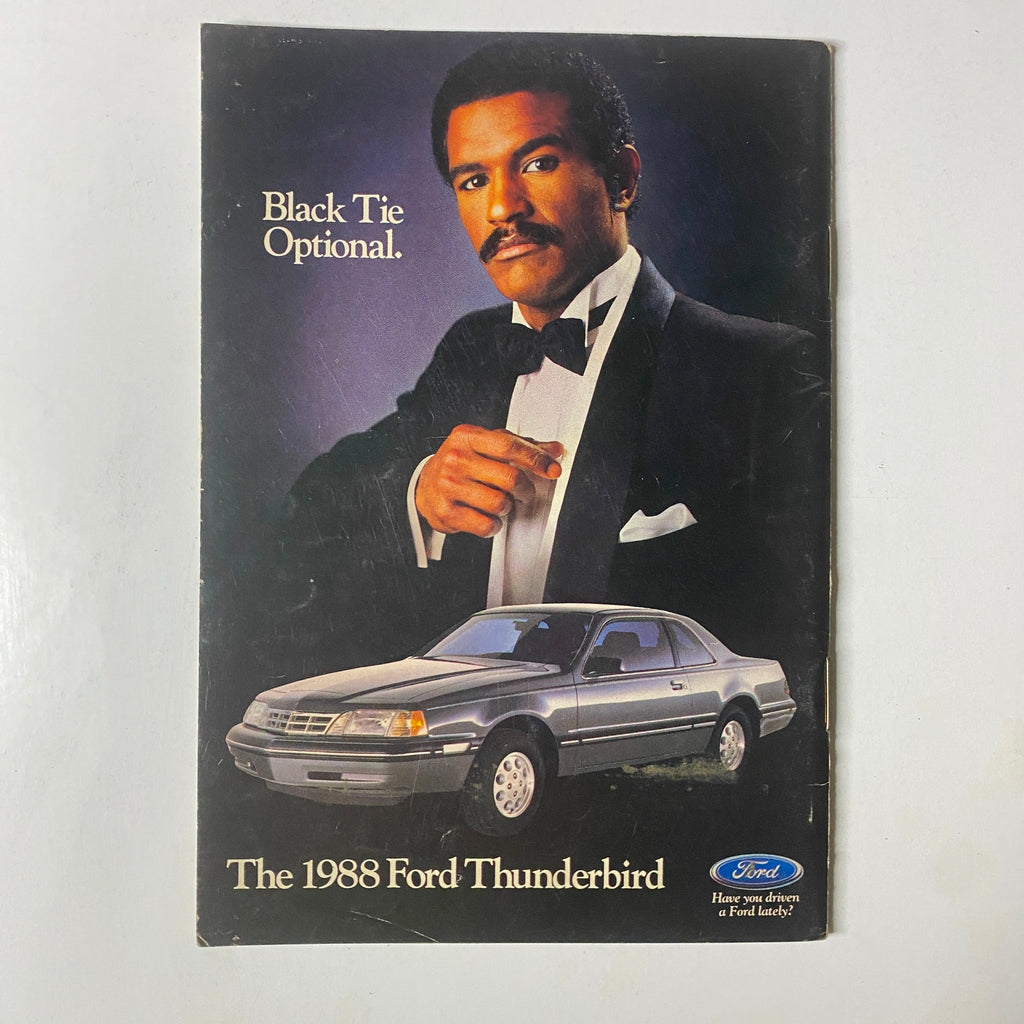 Black Tie
Optional.
The 1988 Ford Thunderbird
Ford
Have you driven
a Ford lately?